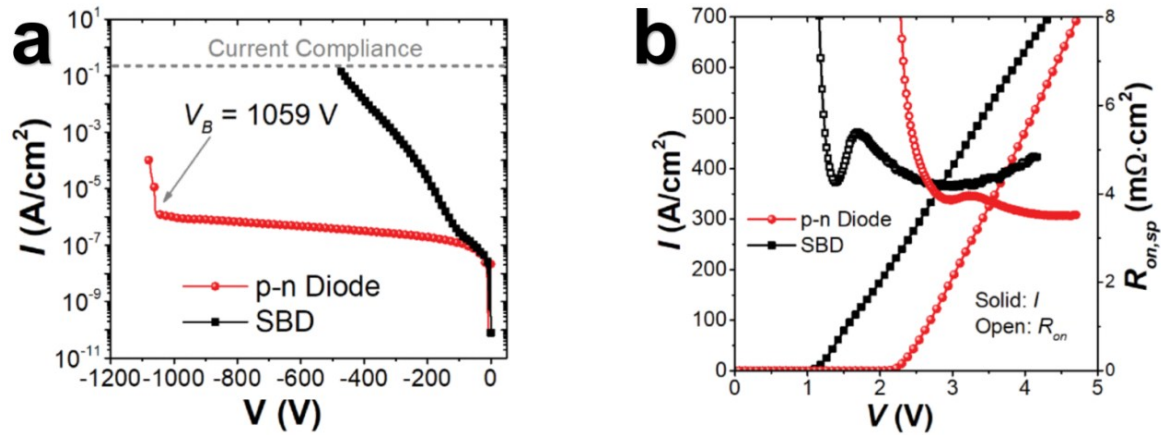 a
I (A/cm²)
10¹
10⁻¹
10⁻³
10⁻⁵
10⁻⁷
10⁻⁹
10⁻¹¹
Current Compliance
V_B = 1059 V
p-n Diode
SBD
-1200 -1000 -800 -600 -400 -200 0
V (V)
b
I (A/cm²)
700
600
500
400
300
200
100
0
p-n Diode
SBD
Solid: I
Open: R_on
8
6
4
2
0
R_on,sp (mΩ·cm²)
0 1 2 3 4 5
V (V)